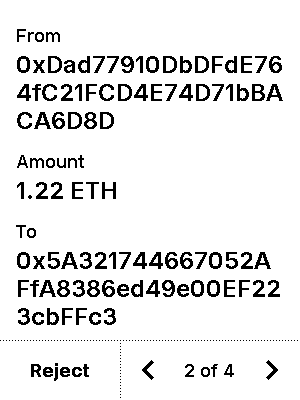 From
0xDad77910DbDFdE76
4fC21FCD4E74D71bBA
CA6D8D
Amount
1.22 ETH
To
0x5A321744667052A
FfA8386ed49e00EF22
3cbFFc3
Reject
2 of 4